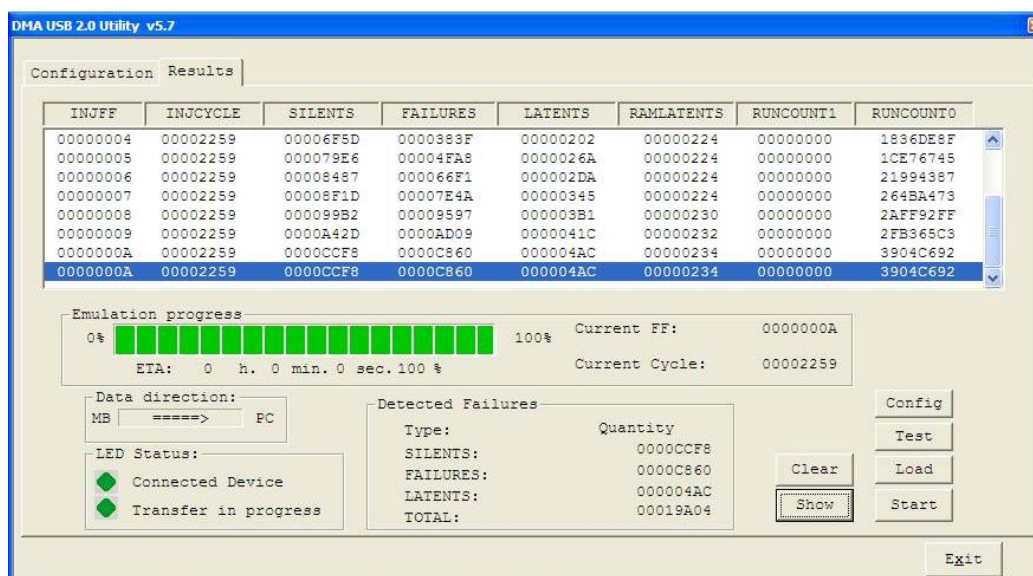 DMA USB 2.0 Utility v5.7
Configuration Results
INJFF INJCYCLE SILENTS FAILURES LATENTS RAMLATENTS RUNCOUNT1 RUNCOUNT0
00000004 00002259 00006F5D 0000383F 00000202 00000224 00000000 1836DE8F
00000005 00002259 000079E6 00004FA8 0000026A 00000224 00000000 1CE76745
00000006 00002259 00008487 000066F1 000002DA 00000224 00000000 21994387
00000007 00002259 00008F1D 00007E4A 00000345 00000224 00000000 264BA473
00000008 00002259 000099B2 00009597 000003B1 00000230 00000000 2AFF92FF
00000009 00002259 0000A42D 0000AD09 0000041C 00000232 00000000 2FB365C3
0000000A 00002259 0000CCF8 0000C860 000004AC 00000234 00000000 3904C692
0000000A 00002259 0000CCF8 0000C860 000004AC 00000234 00000000 3904C692
Emulation progress
0% 100% Current FF: 0000000A
ETA: 0 h. 0 min. 0 sec. 100 % Current Cycle: 00002259
Data direction:
MB =====> PC
LED Status:
Connected Device
Transfer in progress
Detected Failures
Type: Quantity
SILENTS: 0000CCF8
FAILURES: 0000C860
LATENTS: 000004AC
TOTAL: 00019A04
Config
Test
Clear Load
Show Start
Exit